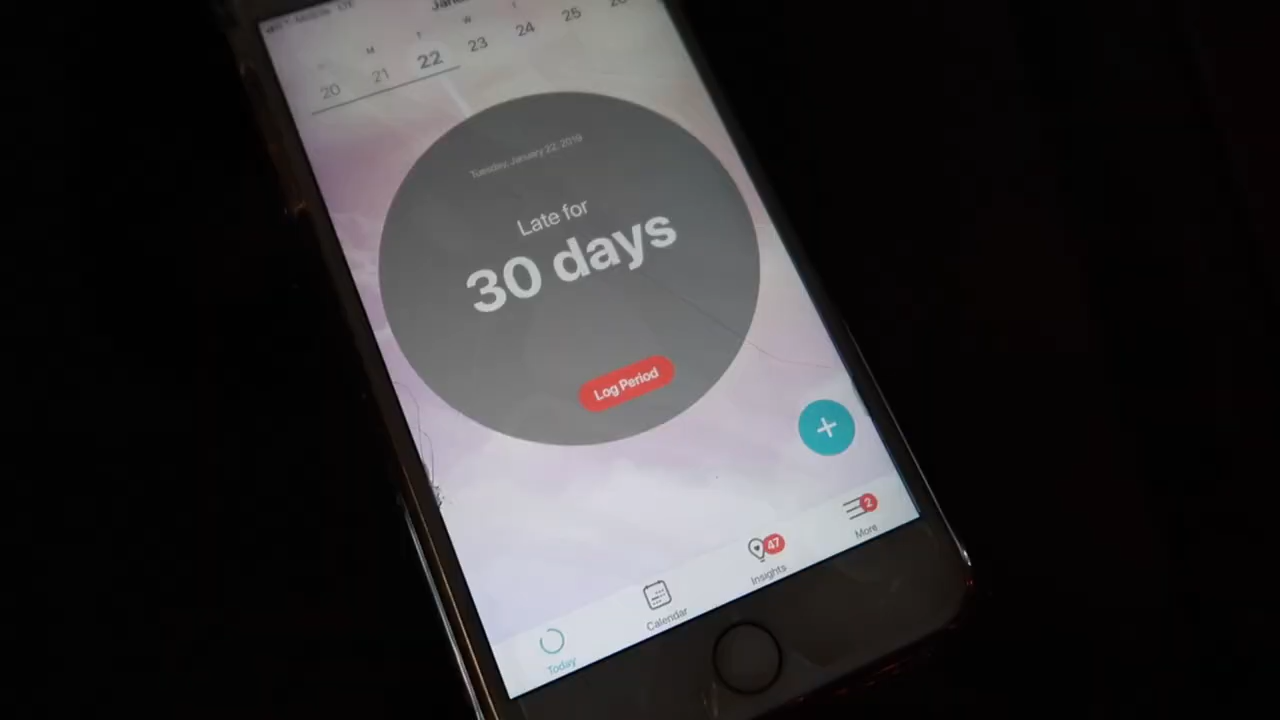 M T W T
20 21 22 23 24 25 26
Tuesday, January 22, 2019
Late for
30 days
Log Period
+
47
2
Today
Calendar
Insights
More